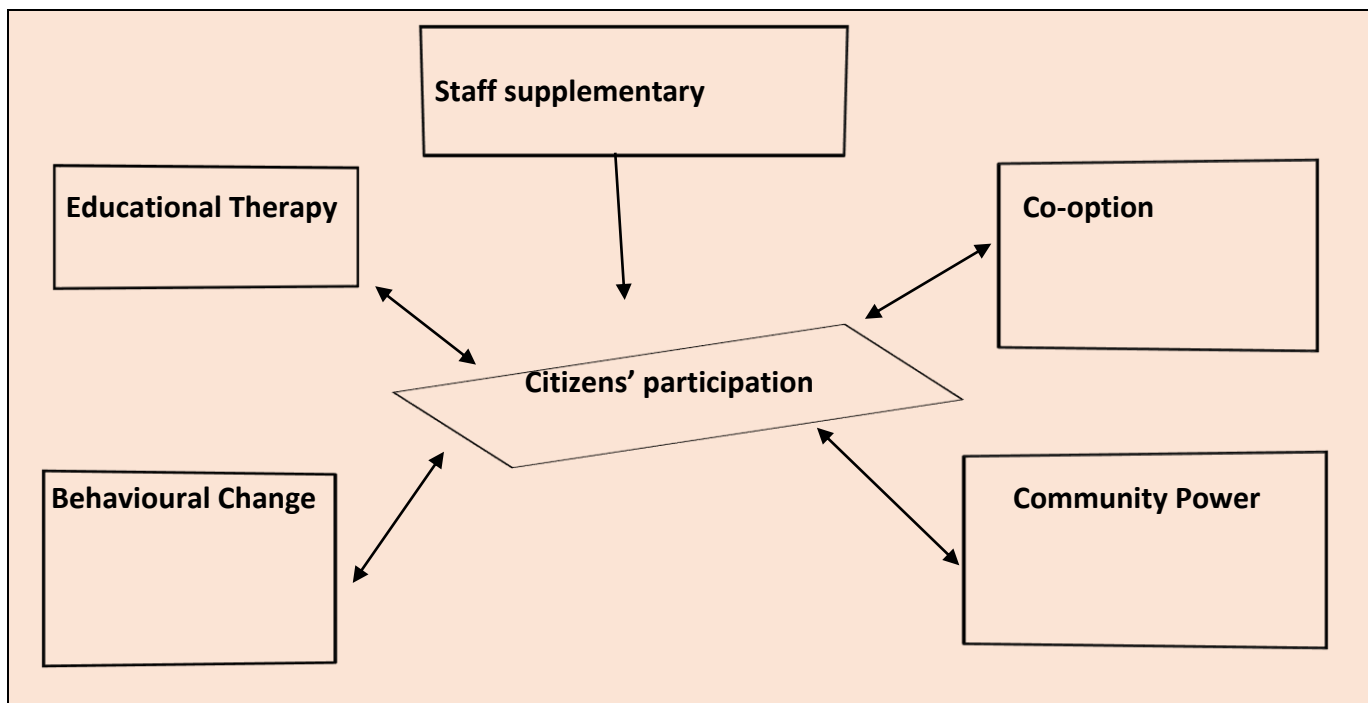 Staff supplementary
Educational Therapy
Co-option
Citizens’ participation
Behavioural Change
Community Power